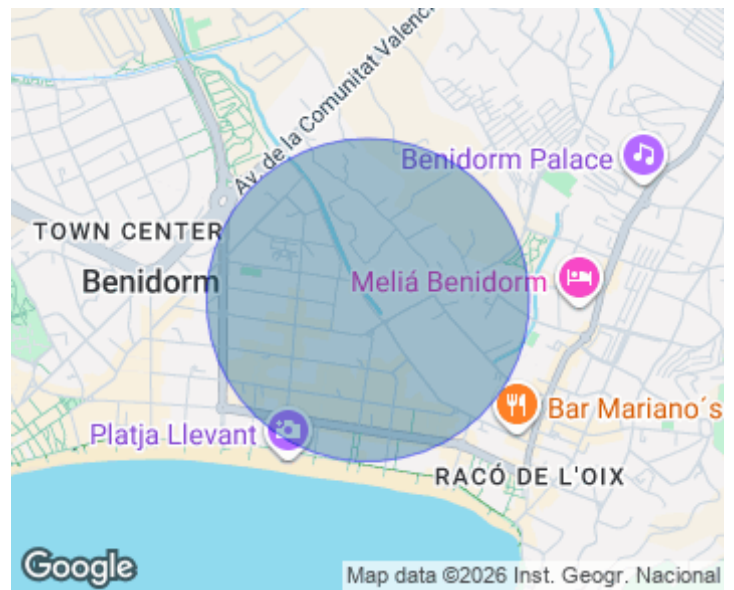 Av. de la Comunitat Valenci
Benidorm Palace
TOWN CENTER
Benidorm
Meliá Benidorm
Bar Mariano´s
Platja Llevant
RACÓ DE L'OIX
Google
Map data ©2026 Inst. Geogr. Nacional